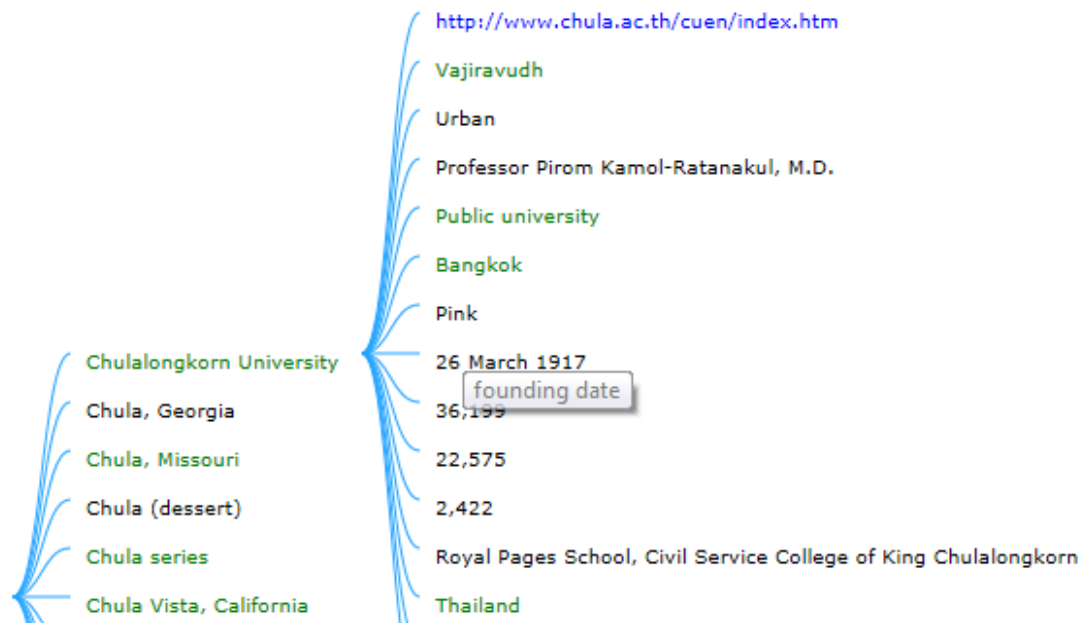 http://www.chula.ac.th/cuen/index.htm
Vajiravudh
Urban
Professor Pirom Kamol-Ratanakul, M.D.
Public university
Bangkok
Pink
Chulalongkorn University
26 March 1917
founding date
Chula, Georgia
36,199
Chula, Missouri
22,575
Chula (dessert)
2,422
Chula series
Royal Pages School, Civil Service College of King Chulalongkorn
Chula Vista, California
Thailand